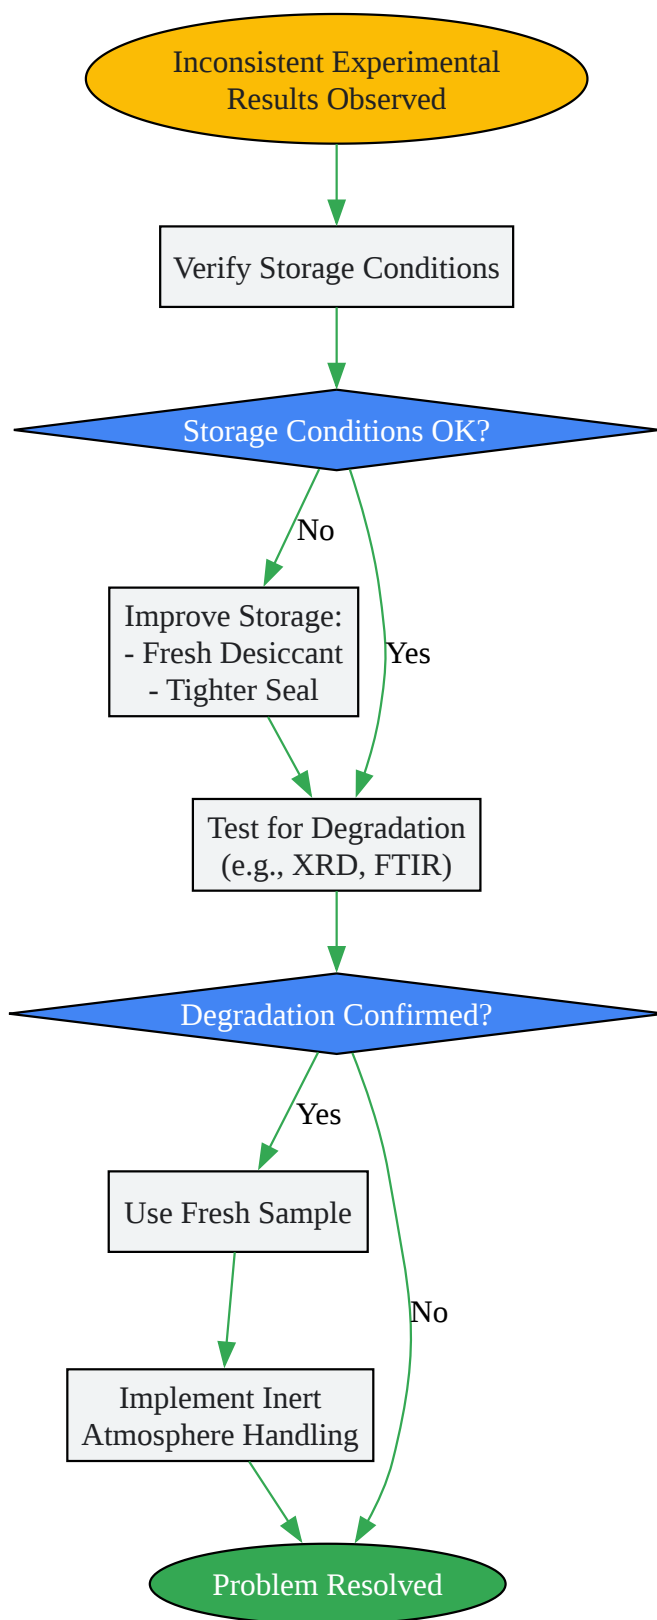 Inconsistent Experimental
Results Observed
Verify Storage Conditions
Storage Conditions OK?
No
Improve Storage:
- Fresh Desiccant
- Tighter Seal
Yes
Test for Degradation
(e.g., XRD, FTIR)
Degradation Confirmed?
Yes
Use Fresh Sample
No
Implement Inert
Atmosphere Handling
Problem Resolved